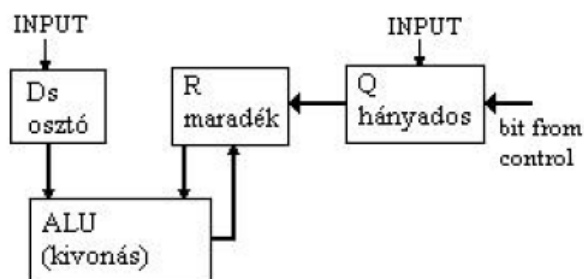 INPUT
INPUT
Ds
osztó
R
maradék
Q
hányados
bit from
control
ALU
(kivonás)